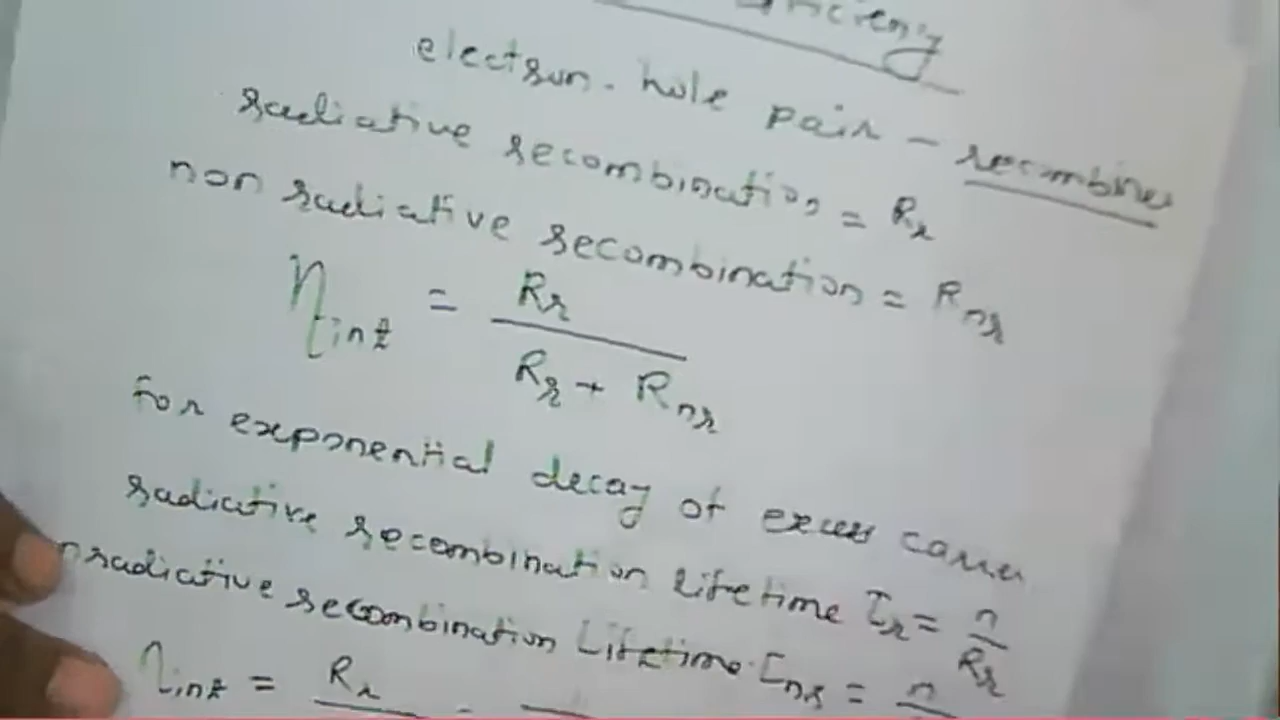 electron-hole pair - recombines
radiative recombination = Rr
non radiative recombination = Rnr
ηint = Rr / Rr + Rnr
for exponential decay of excess
radiative recombination lifetime τr = n / Rr
radiative recombination lifetime τnr = n
ηint = Rr